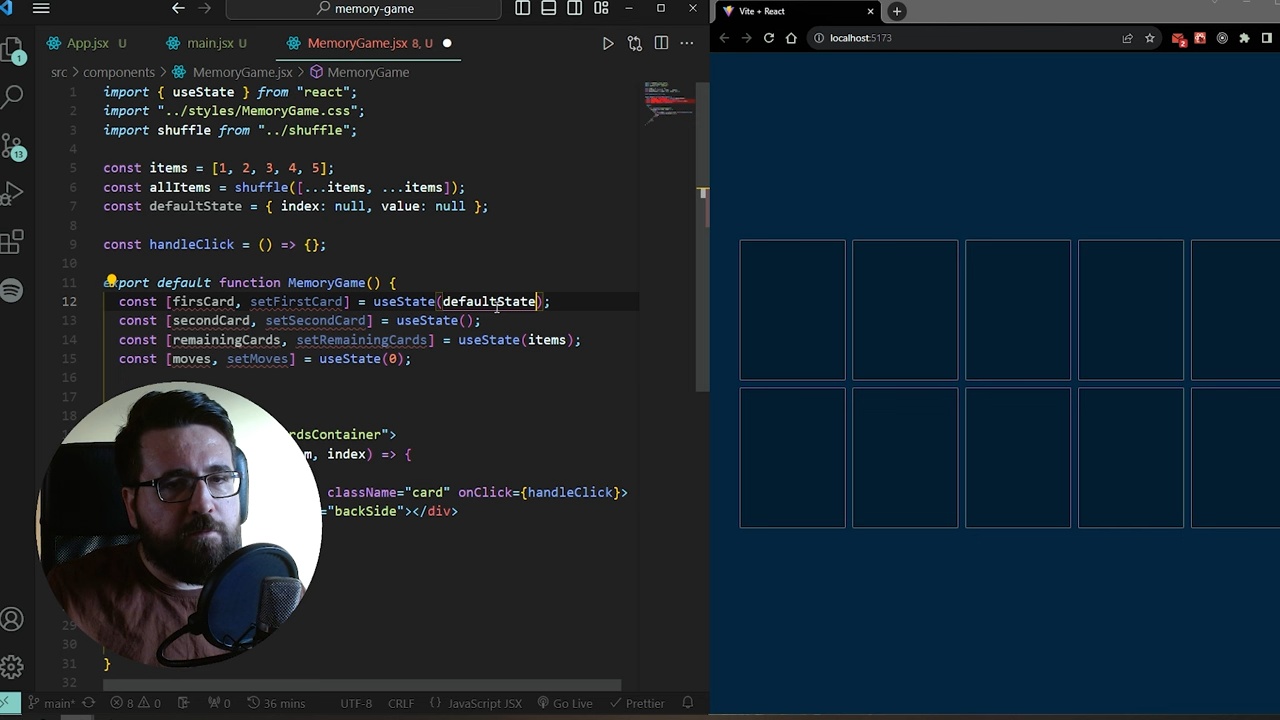 memory-game
App.jsx U
main.jsx U
MemoryGame.jsx 8, U
src > components > MemoryGame.jsx > MemoryGame
1 import { useState } from "react";
2 import "../styles/MemoryGame.css";
3 import shuffle from "../shuffle";
4
5 const items = [1, 2, 3, 4, 5];
6 const allItems = shuffle([...items, ...items]);
7 const defaultState = { index: null, value: null };
8
9 const handleClick = () => {};
10
11 export default function MemoryGame() {
12 const [firsCard, setFirstCard] = useState(defaultState);
13 const [secondCard, setSecondCard] = useState();
14 const [remainingCards, setRemainingCards] = useState(items);
15 const [moves, setMoves] = useState(0);
16
17
18
rdsContainer">
, index) => {
className="card" onClick={handleClick}>
="backSide"></div>
30
31 }
32
1
13
main*
8
0
0
36 mins
UTF-8
CRLF
{} JavaScript JSX
Go Live
Prettier
Vite + React
localhost:5173
2